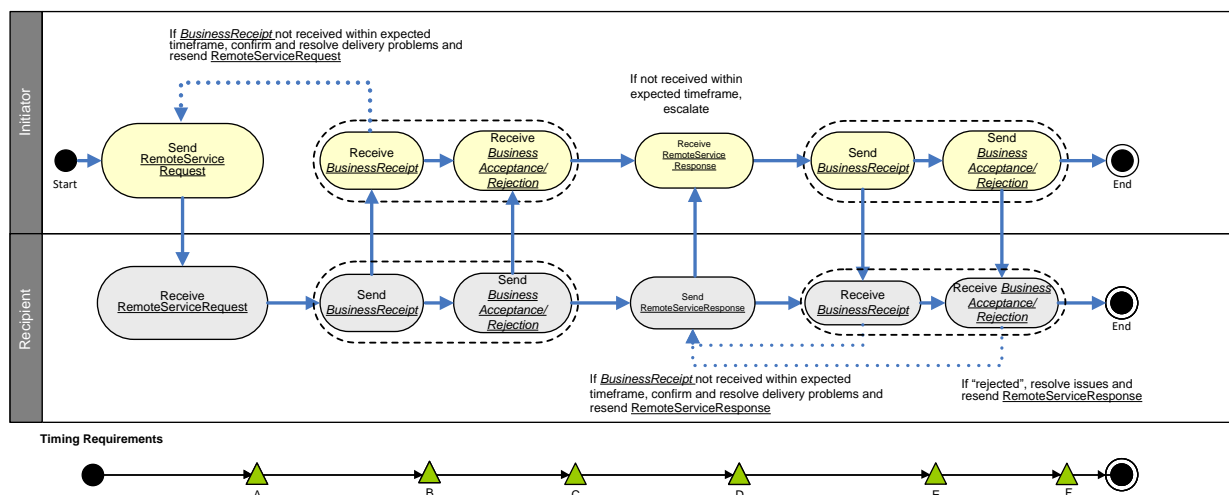 If BusinessReceipt not received within expected
timeframe, confirm and resolve delivery problems and
resend RemoteServiceRequest
If not received within
expected timeframe,
escalate
Initiator
Start
Send
RemoteService
Request
Receive
BusinessReceipt
Receive
Business
Acceptance/
Rejection
Receive
RemoteService
Response
Send
BusinessReceipt
Send
Business
Acceptance/
Rejection
End
Recipient
Receive
RemoteServiceRequest
Send
BusinessReceipt
Send
Business
Acceptance/
Rejection
Send
RemoteServiceResponse
Receive
BusinessReceipt
Receive Business
Acceptance/
Rejection
End
If BusinessReceipt not received within expected
timeframe, confirm and resolve delivery problems and
resend RemoteServiceResponse
If “rejected”, resolve issues and
resend RemoteServiceResponse
Timing Requirements
A B C D E F